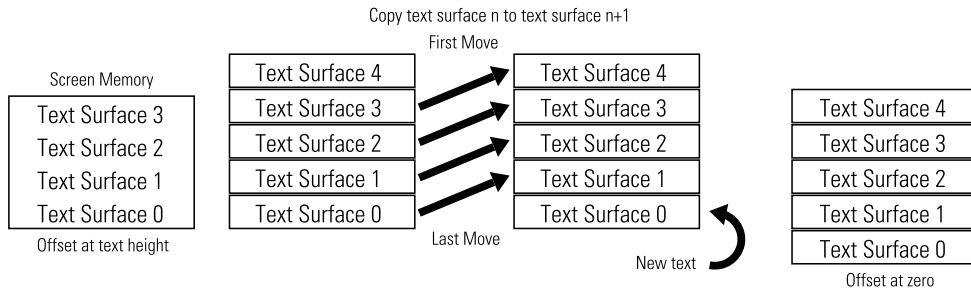 Copy text surface n to text surface n+1
First Move
Screen Memory
Text Surface 3
Text Surface 2
Text Surface 1
Text Surface 0
Offset at text height
Text Surface 4
Text Surface 3
Text Surface 2
Text Surface 1
Text Surface 0
Last Move
Text Surface 4
Text Surface 3
Text Surface 2
Text Surface 1
Text Surface 0
New text
Text Surface 4
Text Surface 3
Text Surface 2
Text Surface 1
Text Surface 0
Offset at zero